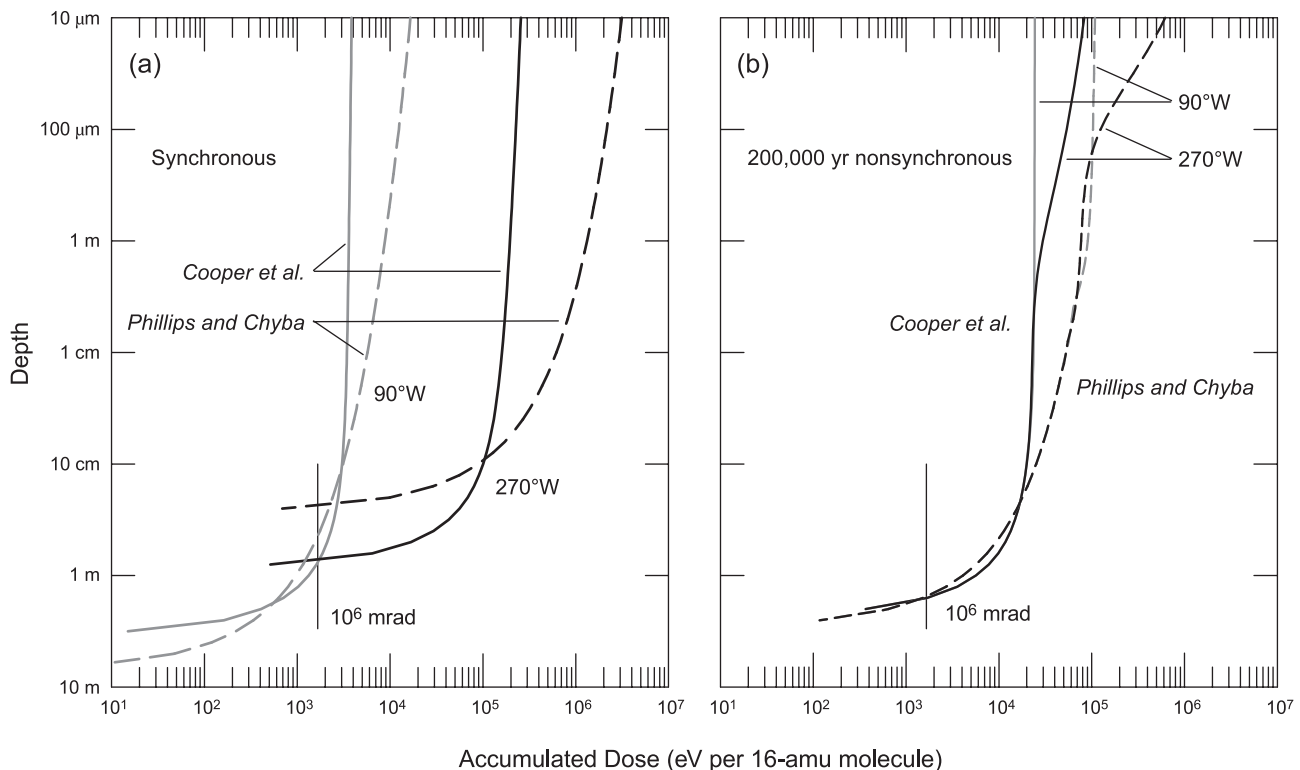 10 μm
100 μm
1 m
1 cm
10 cm
1 m
10 m
Depth
(a)
Synchronous
Cooper et al.
Phillips and Chyba
90°W
270°W
10⁶ mrad
10¹ 10² 10³ 10⁴ 10⁵ 10⁶ 10⁷
(b)
90°W
270°W
200,000 yr nonsynchronous
Cooper et al.
Phillips and Chyba
10⁶ mrad
10¹ 10² 10³ 10⁴ 10⁵ 10⁶ 10⁷
Accumulated Dose (eV per 16-amu molecule)